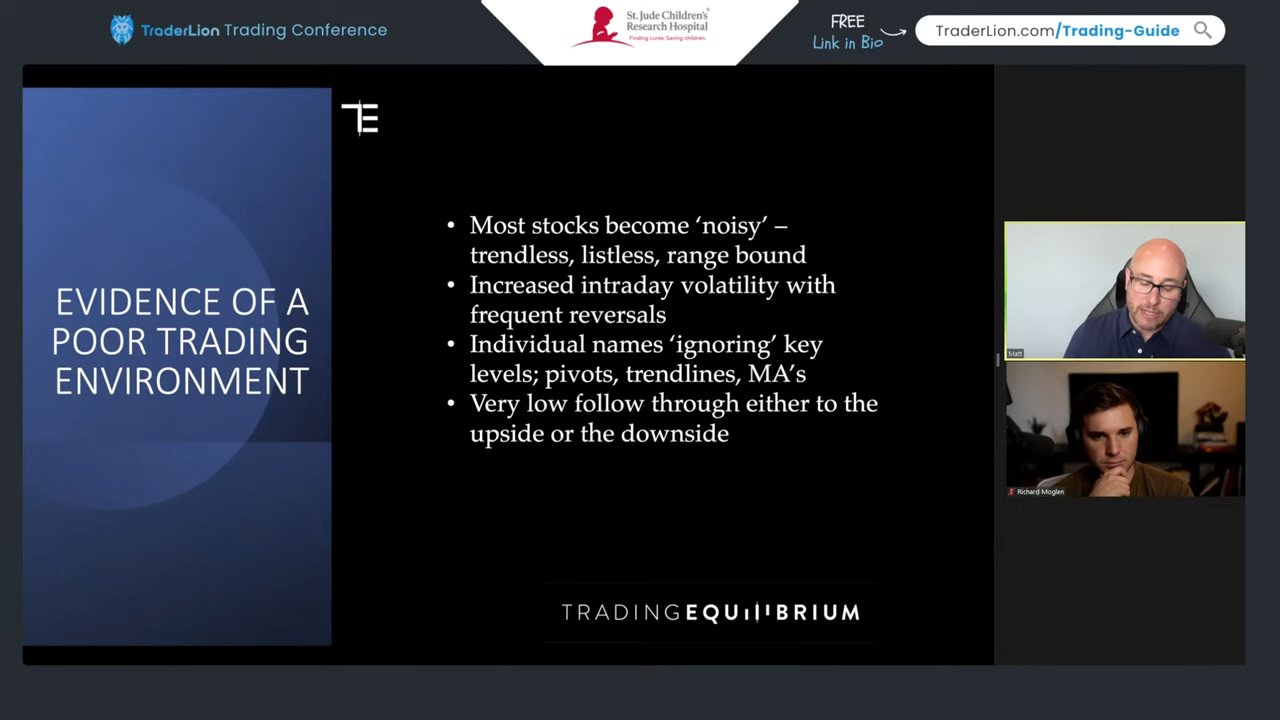 TraderLion Trading Conference
St. Jude Children's
Research Hospital
Finding cures. Saving children.
FREE
Link in Bio
TraderLion.com/Trading-Guide
TE
EVIDENCE OF A
POOR TRADING
ENVIRONMENT
• Most stocks become ‘noisy’ –
trendless, listless, range bound
• Increased intraday volatility with
frequent reversals
• Individual names ‘ignoring’ key
levels; pivots, trendlines, MA’s
• Very low follow through either to the
upside or the downside
TRADINGEQUILIBRIUM
Matt
Richard Moglen